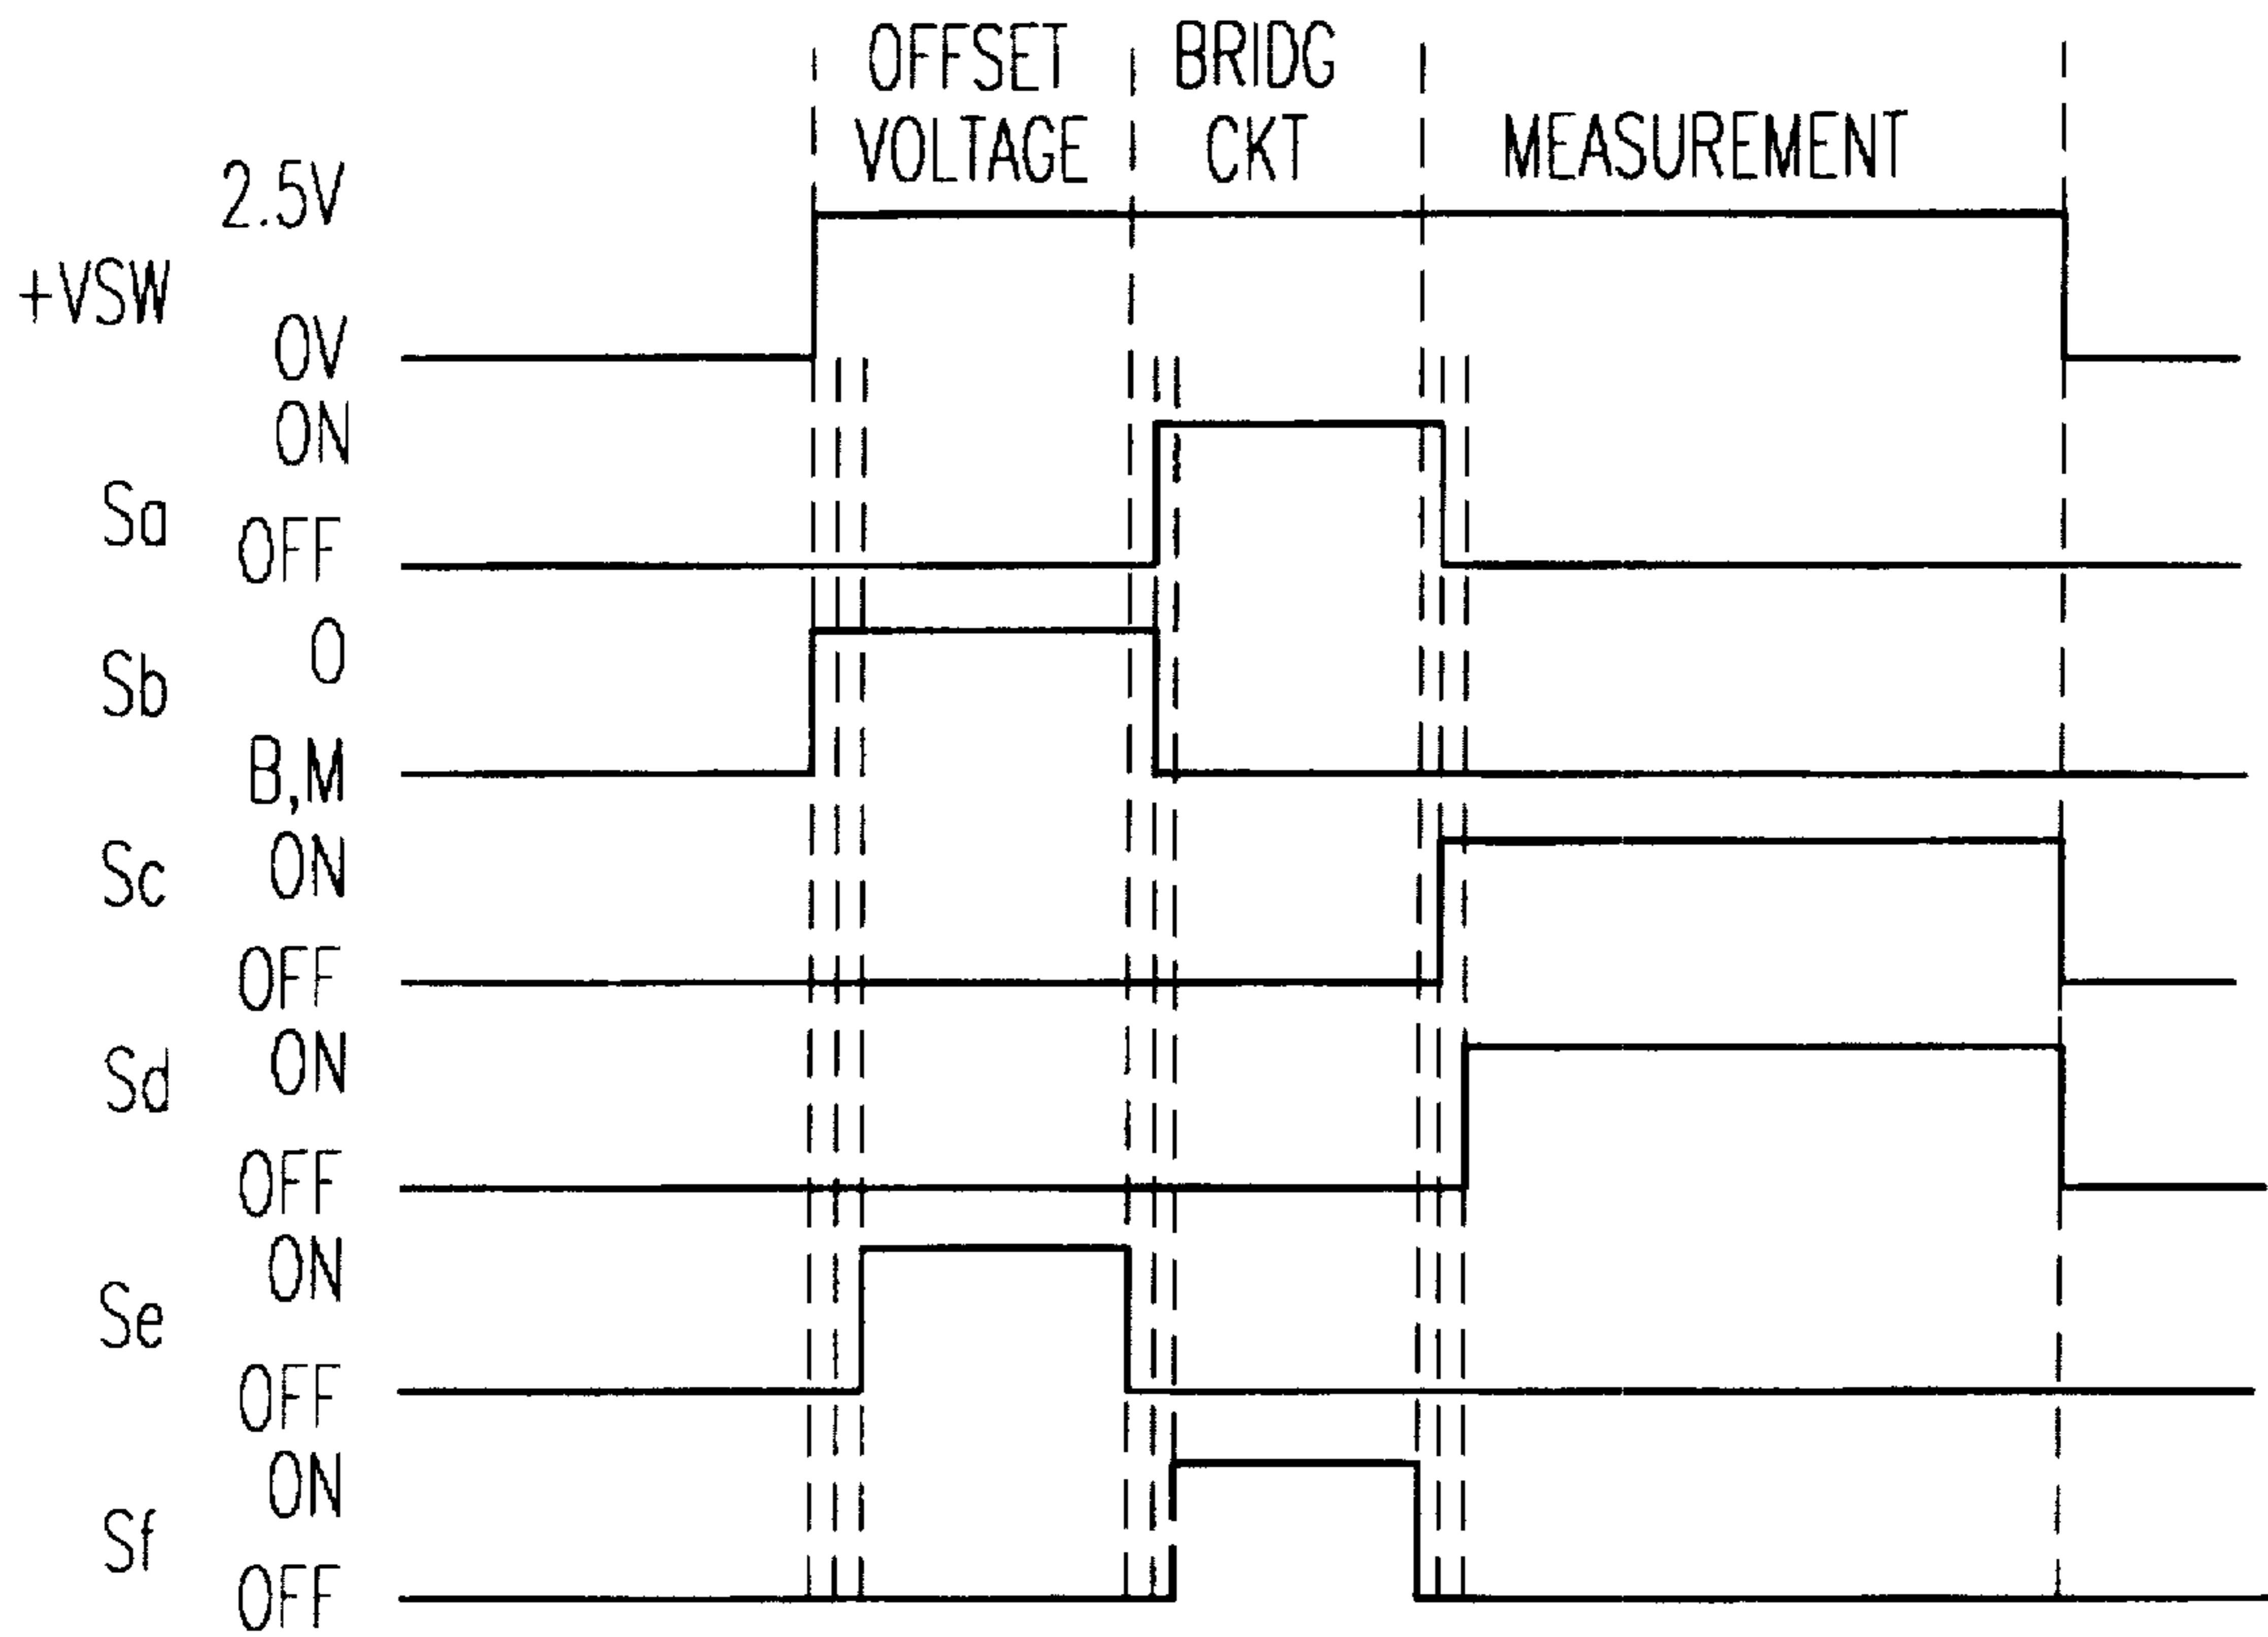 OFFSET
VOLTAGE
BRIDG
CKT
MEASUREMENT
2.5V
+VSW
0V
ON
Sa
OFF
O
Sb
B,M
Sc
ON
OFF
ON
Sd
OFF
ON
Se
OFF
ON
Sf
OFF